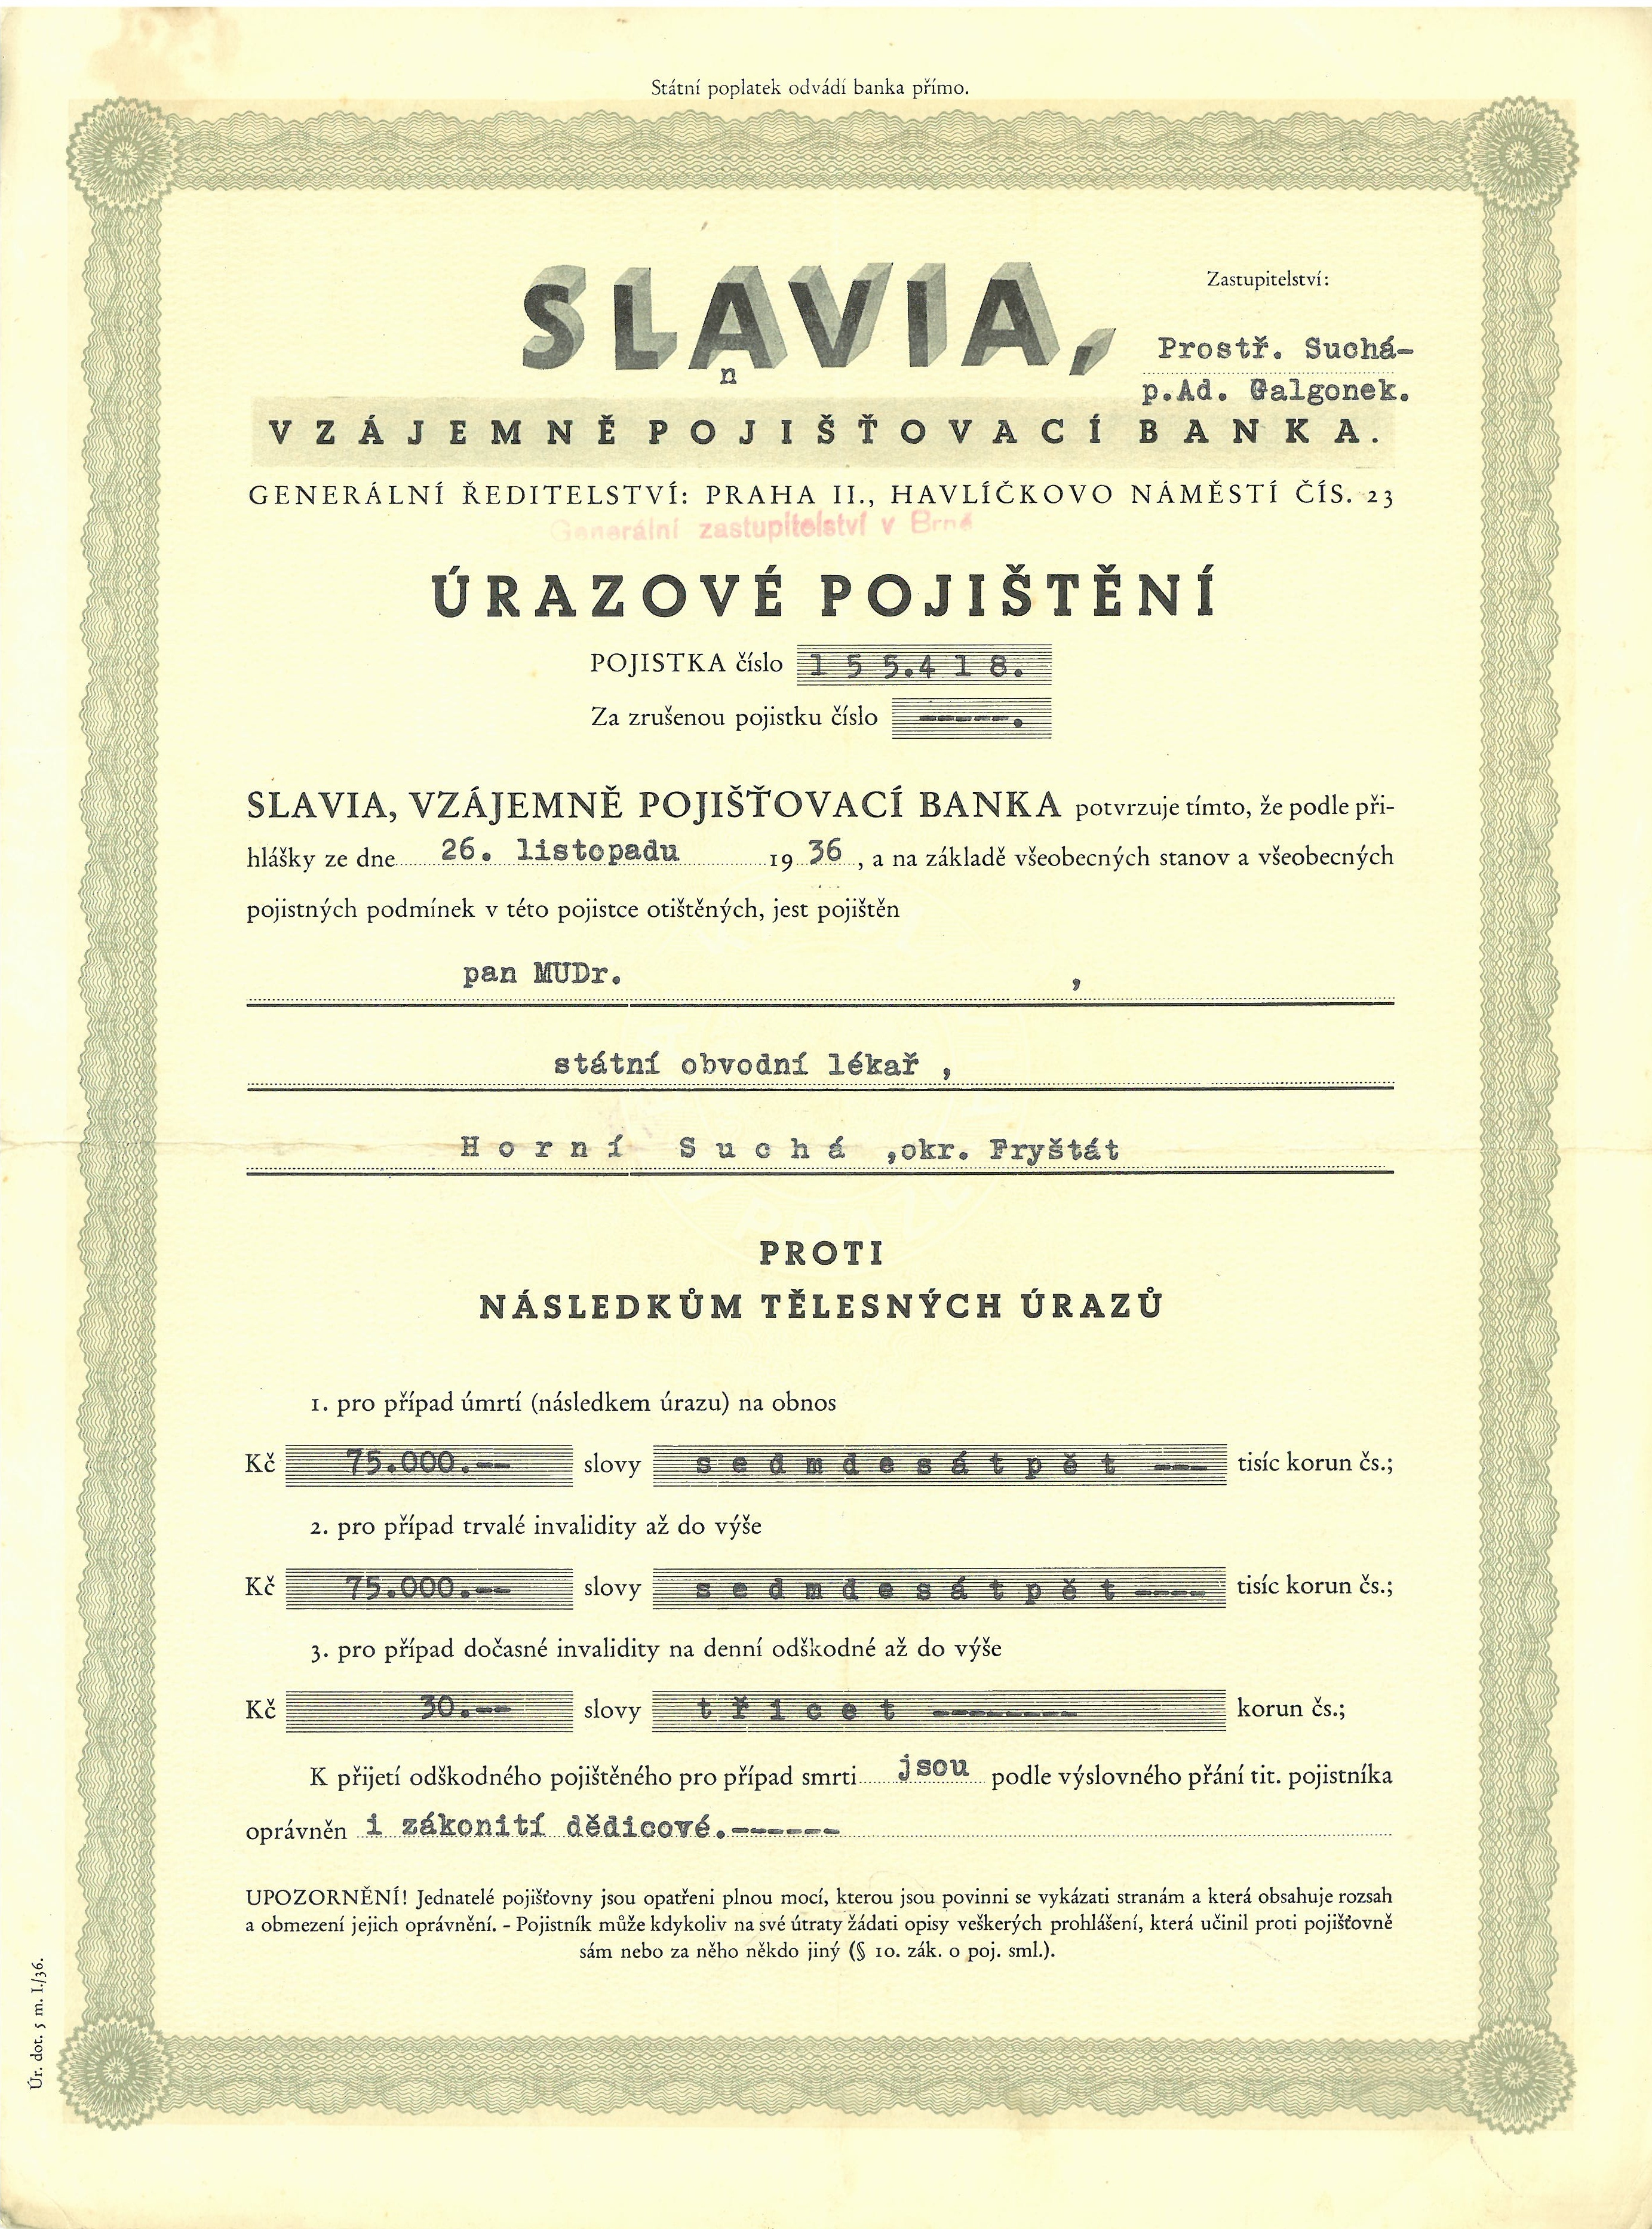 Státní poplatek odvádí banka přímo.
SLAVIA,
Zastupitelství:
Prostř. Suchá-
n
p.Ad. Galgonek.
VZÁJEMNĚ POJIŠŤOVACÍ BANKA.
GENERÁLNÍ ŘEDITELSTVÍ: PRAHA II., HAVLÍČKOVO NÁMĚSTÍ ČÍS. 23
Generální zastupitelství v Brně
ÚRAZOVÉ POJIŠTĚNÍ
POJISTKA číslo 155.418.
Za zrušenou pojistku číslo -----.
SLAVIA, VZÁJEMNĚ POJIŠŤOVACÍ BANKA potvrzuje tímto, že podle při-
hlášky ze dne 26. listopadu 19 36, a na základě všeobecných stanov a všeobecných
pojistných podmínek v této pojistce otištěných, jest pojištěn
pan MUDr. ,
státní obvodní lékař ,
Horní Suchá ,okr. Fryštát
PROTI
NÁSLEDKŮM TĚLESNÝCH ÚRAZŮ
1. pro případ úmrtí (následkem úrazu) na obnos
Kč 75.000.-- slovy sedmdesátpět --- tisíc korun čs.;
2. pro případ trvalé invalidity až do výše
Kč 75.000.-- slovy sedmdesátpět---- tisíc korun čs.;
3. pro případ dočasné invalidity na denní odškodné až do výše
Kč 30.-- slovy třicet -------- korun čs.;
K přijetí odškodného pojištěného pro případ smrti jsou podle výslovného přání tit. pojistníka
oprávněn i zákonití dědicové.------
UPOZORNĚNÍ! Jednatelé pojišťovny jsou opatřeni plnou mocí, kterou jsou povinni se vykázati stranám a která obsahuje rozsah
a obmezení jejich oprávnění. - Pojistník může kdykoliv na své útraty žádati opisy veškerých prohlášení, která učinil proti pojišťovně
sám nebo za něho někdo jiný (§ 10. zák. o poj. sml.).
Úr. dot. 5 m. I./36.